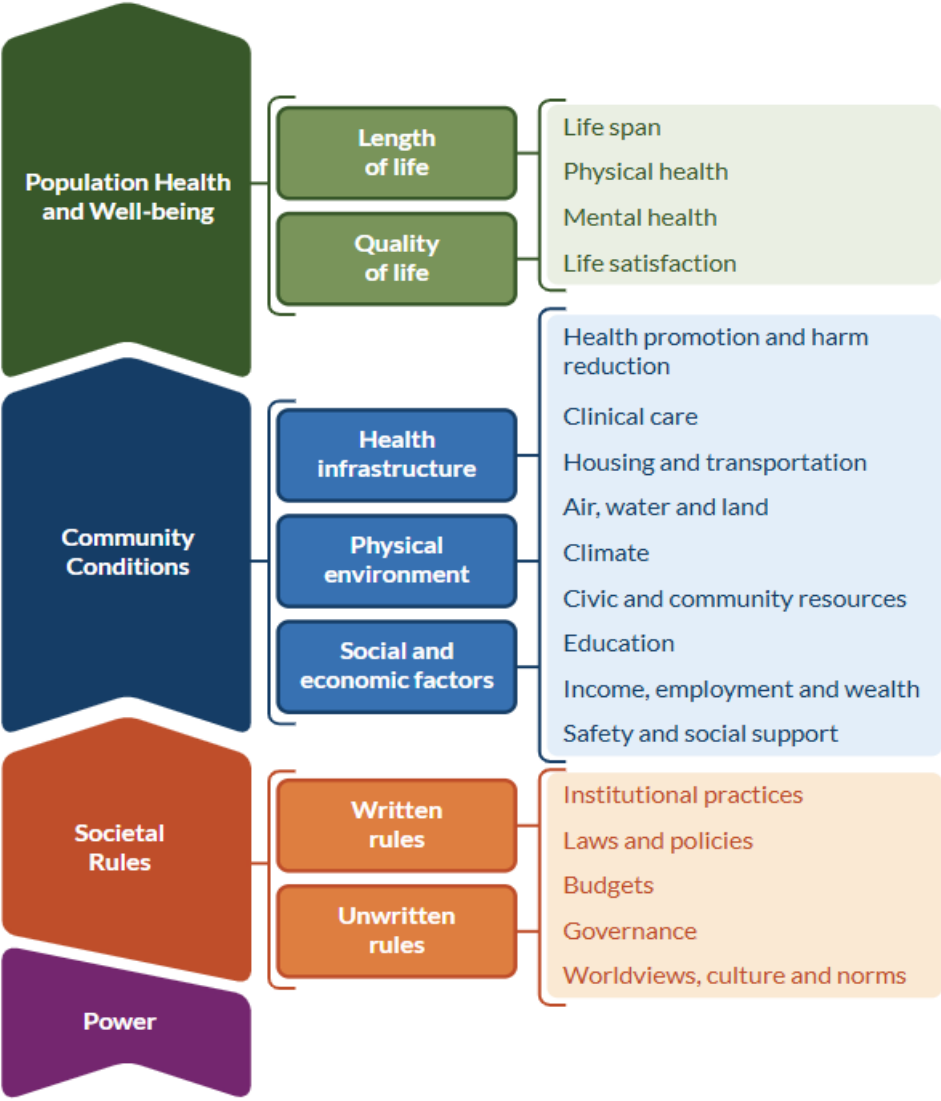 Population Health
and Well-being
Length
of life
Quality
of life
Life span
Physical health
Mental health
Life satisfaction
Community
Conditions
Health
infrastructure
Physical
environment
Social and
economic factors
Health promotion and harm
reduction
Clinical care
Housing and transportation
Air, water and land
Climate
Civic and community resources
Education
Income, employment and wealth
Safety and social support
Societal
Rules
Written
rules
Unwritten
rules
Institutional practices
Laws and policies
Budgets
Governance
Worldviews, culture and norms
Power